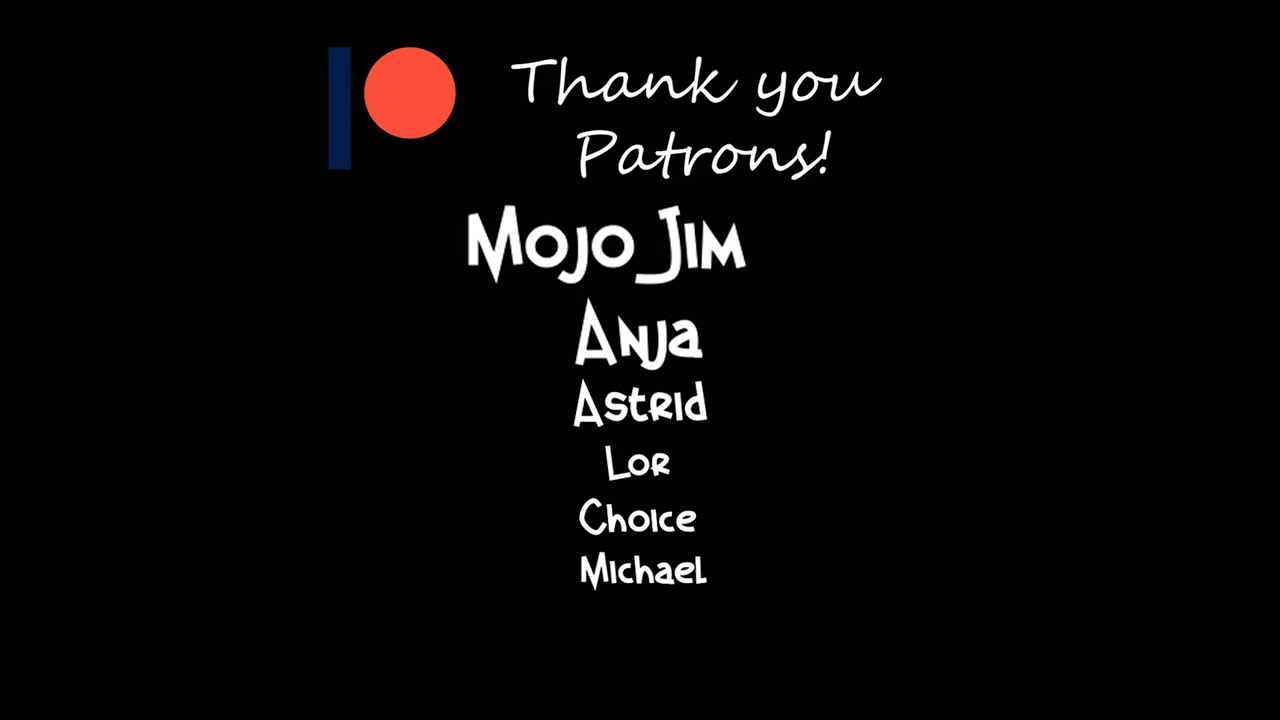 Thank you
Patrons!
Mojo Jim
Anja
Astrid
Lor
Choice
Michael